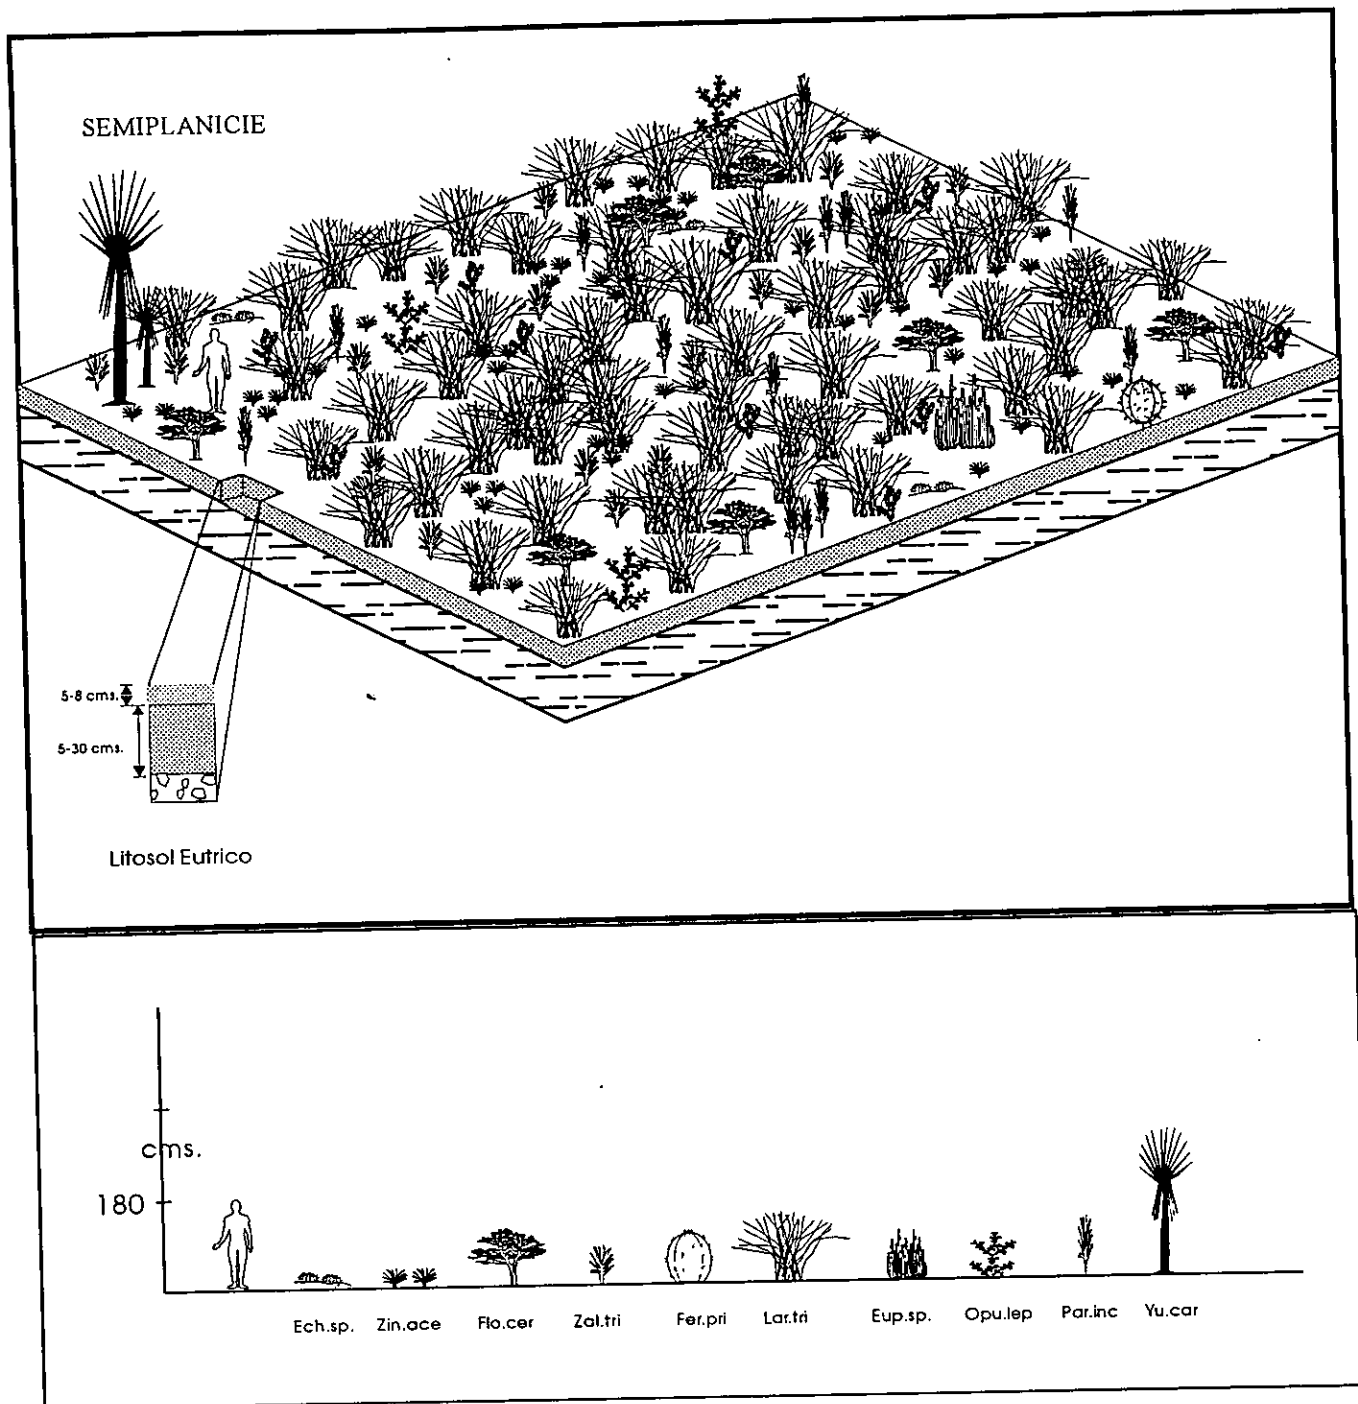 SEMIPLANICIE
5-8 cms.
5-30 cms.
Litosol Eutrico
cms.
180
Ech.sp. Zin.ace Flo.cer Zal.tri Fer.pri Lar.tri Eup.sp. Opu.lep Par.inc Yu.car